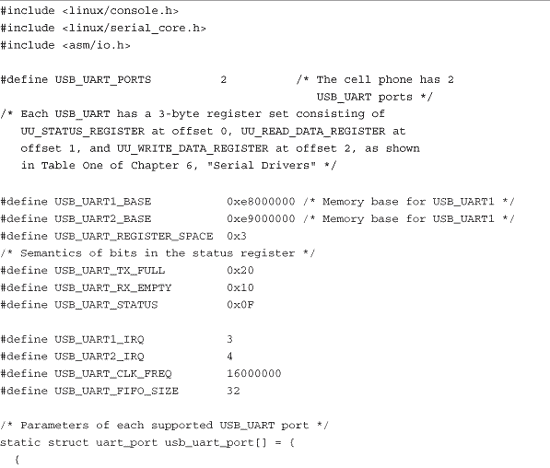 #include <linux/console.h>
#include <linux/serial_core.h>
#include <asm/io.h>
#define USB_UART_PORTS 2 /* The cell phone has 2
USB_UART ports */
/* Each USB_UART has a 3-byte register set consisting of
UU_STATUS_REGISTER at offset 0, UU_READ_DATA_REGISTER at
offset 1, and UU_WRITE_DATA_REGISTER at offset 2, as shown
in Table One of Chapter 6, "Serial Drivers" */
#define USB_UART1_BASE 0xe8000000 /* Memory base for USB_UART1 */
#define USB_UART2_BASE 0xe9000000 /* Memory base for USB_UART1 */
#define USB_UART_REGISTER_SPACE 0x3
/* Semantics of bits in the status register */
#define USB_UART_TX_FULL 0x20
#define USB_UART_RX_EMPTY 0x10
#define USB_UART_STATUS 0x0F
#define USB_UART1_IRQ 3
#define USB_UART2_IRQ 4
#define USB_UART_CLK_FREQ 16000000
#define USB_UART_FIFO_SIZE 32
/* Parameters of each supported USB_UART port */
static struct uart_port usb_uart_port[] = {
{